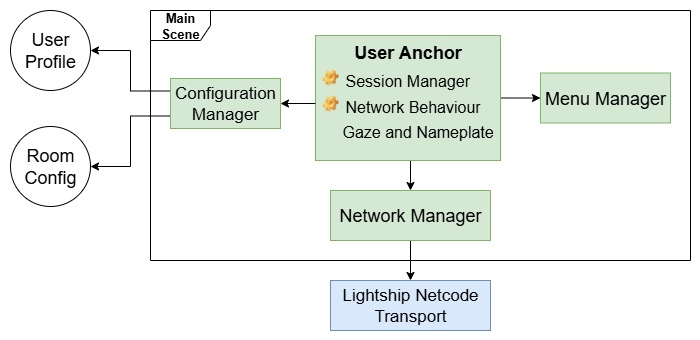 User
Profile
Main
Scene
User Anchor
Session Manager
Network Behaviour
Gaze and Nameplate
Configuration
Manager
Menu Manager
Room
Config
Network Manager
Lightship Netcode
Transport